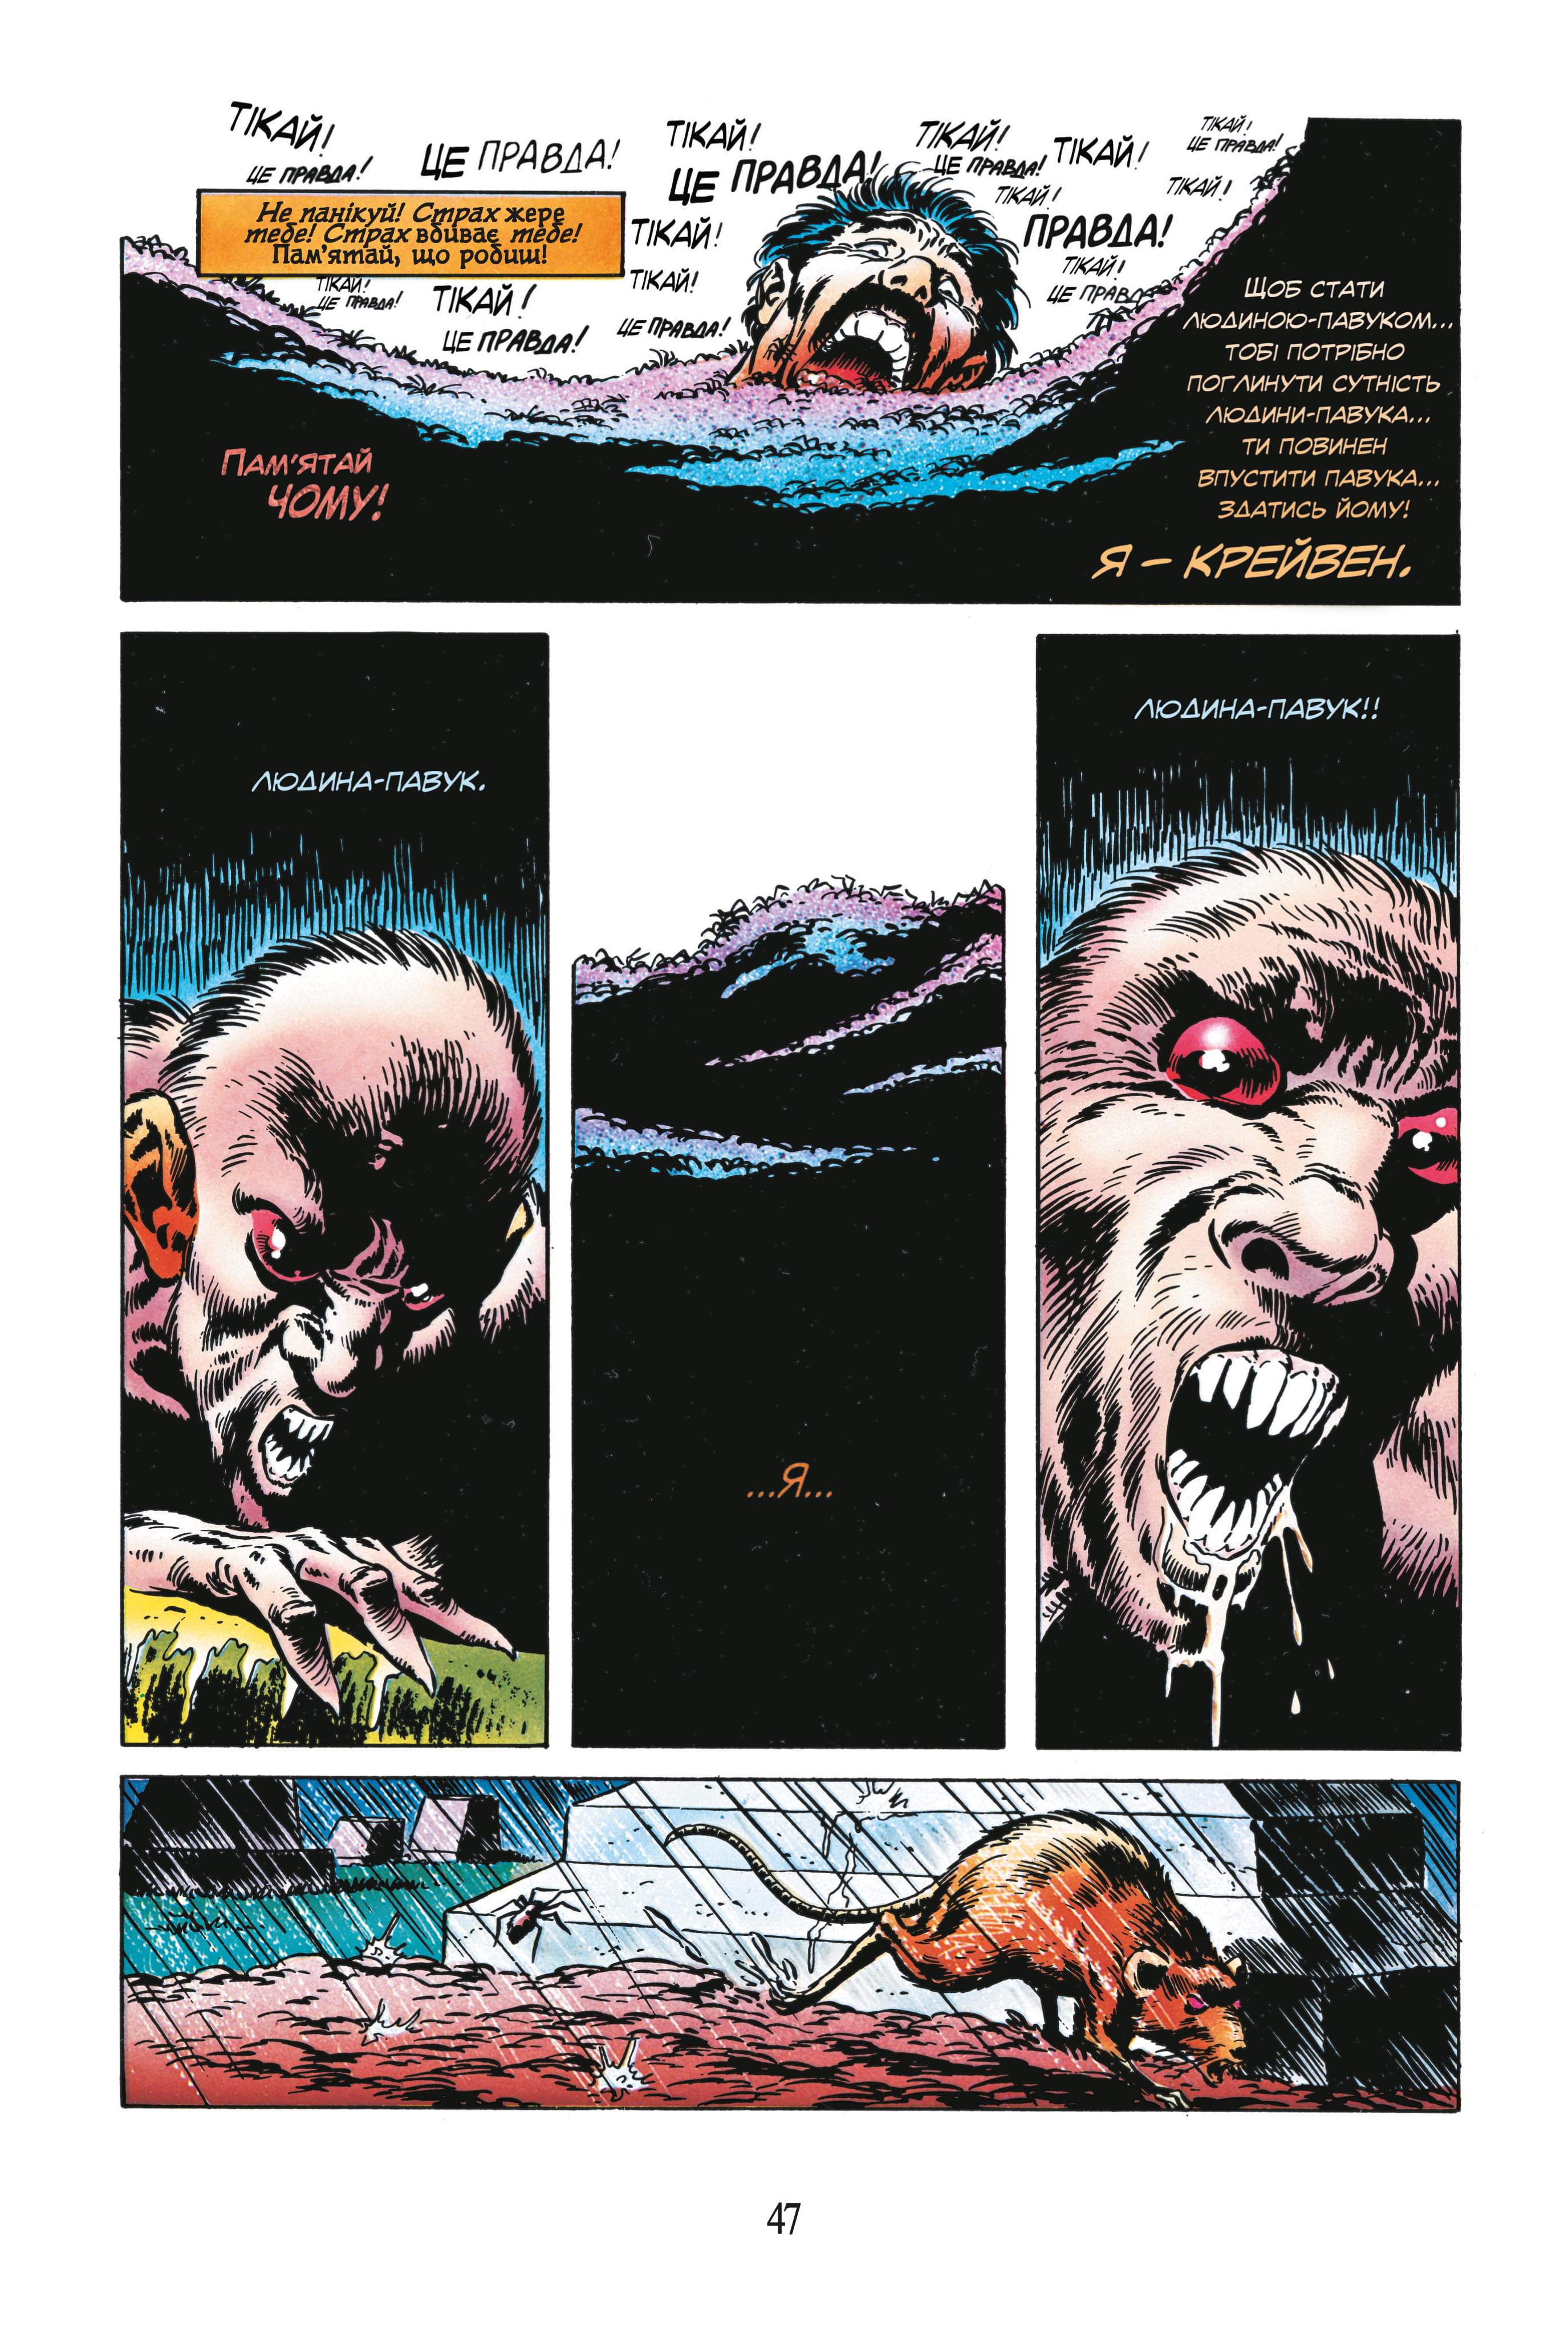 ТІКАЙ!
ЦЕ ПРАВДА!
ЦЕ ПРАВДА!
ТІКАЙ!
ЦЕ ПРАВДА!
ТІКАЙ!
ЦЕ ПРАВДА!
ТІКАЙ!
ТІКАЙ!
ТІКАЙ!
ЦЕ ПРАВДА!
ТІКАЙ!
Не панікуй! Страх жере
тебе! Страх вбиває тебе!
Пам'ятай, що робиш!
ТІКАЙ!
ПРАВДА!
ТІКАЙ!
ЦЕ ПРАВДА!
ТІКАЙ!
ЦЕ ПРАВДА!
ТІКАЙ!
ЦЕ ПРАВДА!
ТІКАЙ!
ЦЕ ПРАВДА!
ПАМ'ЯТАЙ
ЧОМУ!
ЩОБ СТАТИ
ЛЮДИНОЮ-ПАВУКОМ...
ТОБІ ПОТРІБНО
ПОГЛИНУТИ СУТНІСТЬ
ЛЮДИНИ-ПАВУКА...
ТИ ПОВИНЕН
ВПУСТИТИ ПАВУКА...
ЗДАТИСЬ ЙОМУ!
Я – КРЕЙВЕН.
ЛЮДИНА-ПАВУК.
...Я...
ЛЮДИНА-ПАВУК!!
47